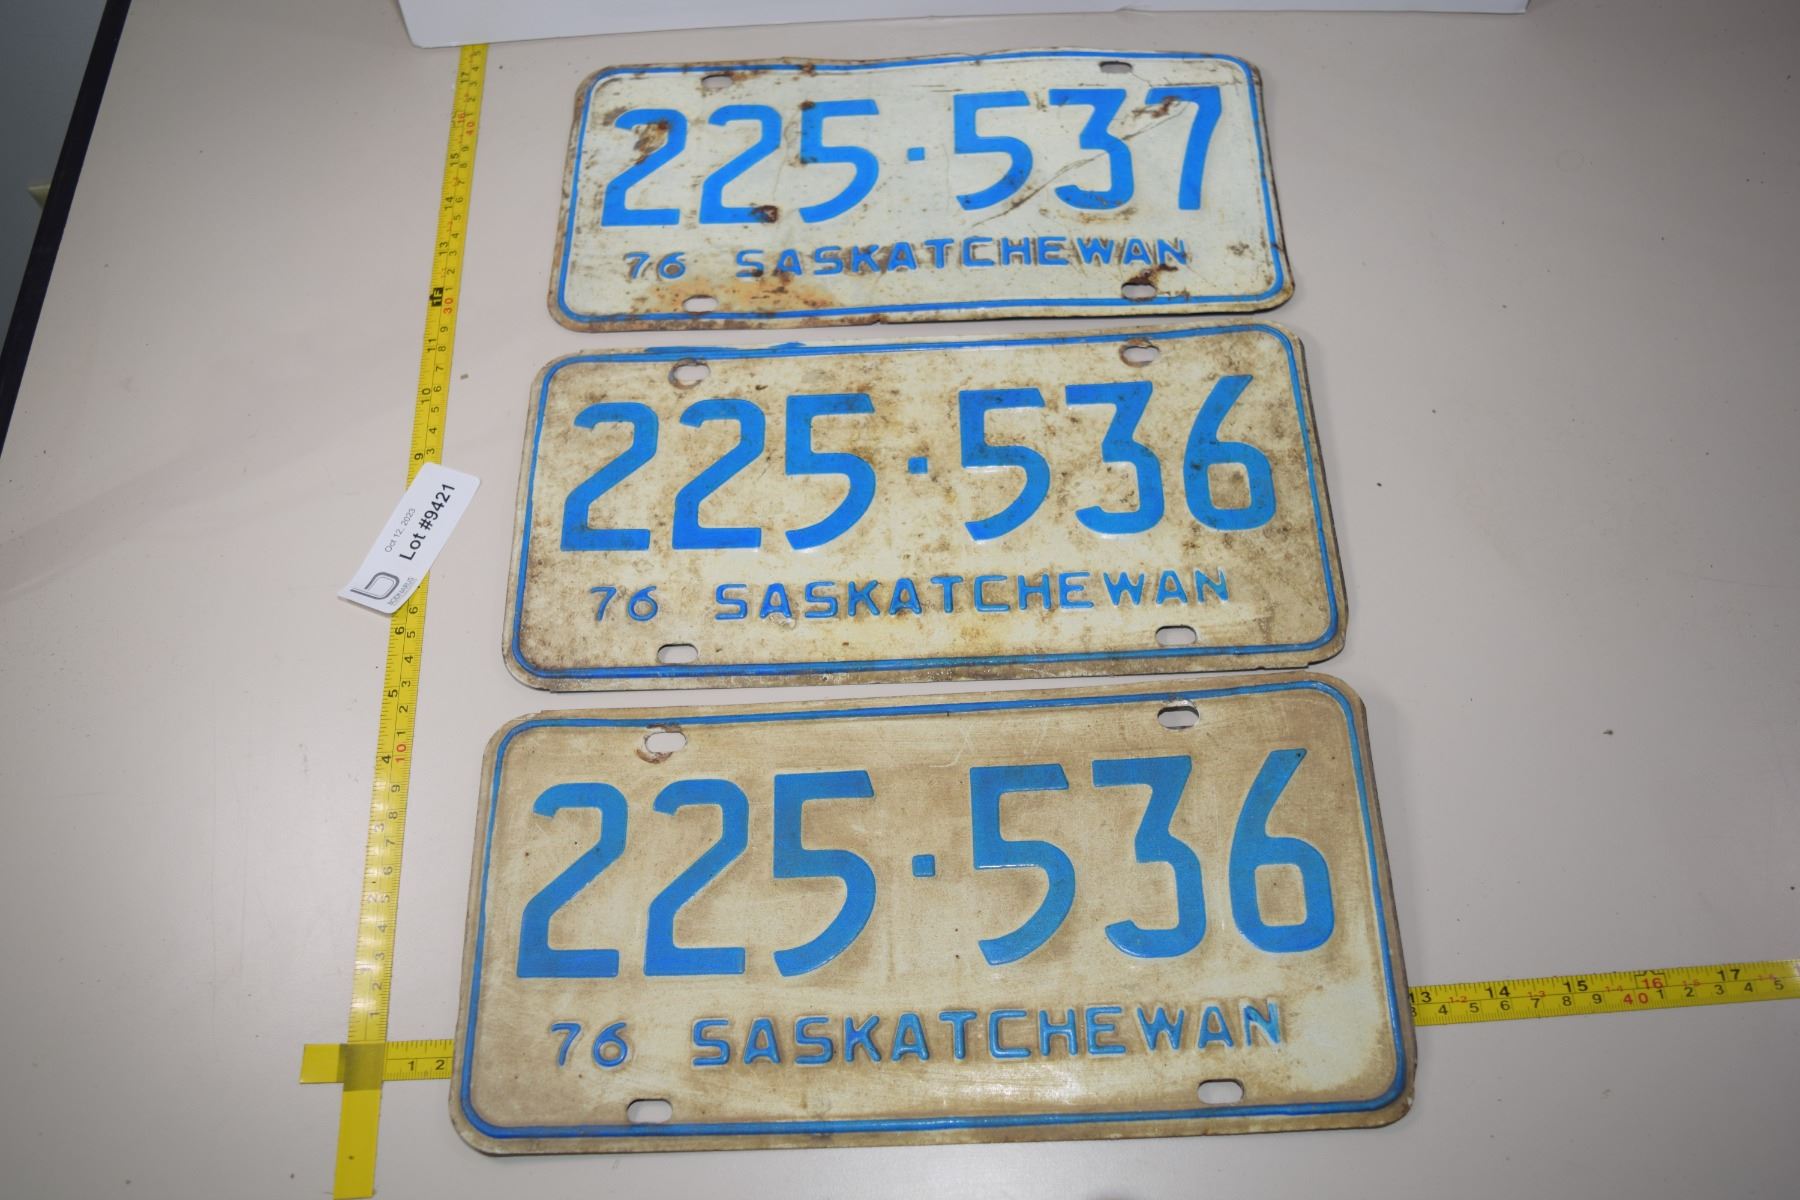 225·537
76 SASKATCHEWAN
225·536
76 SASKATCHEWAN
Oct 12, 2023
Lot #9421
225·536
76 SASKATCHEWAN